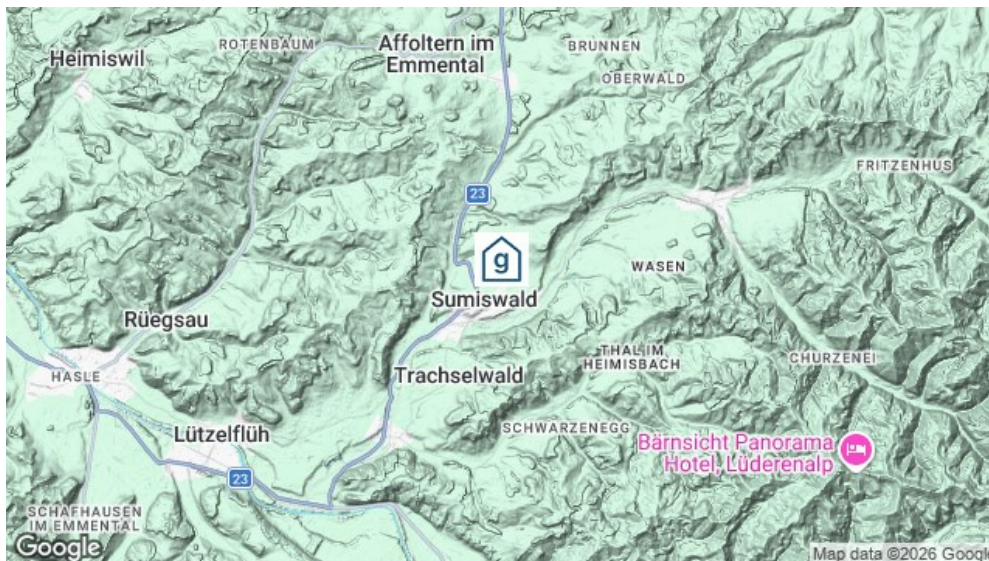 Heimiswil
ROTENBAUM
Affoltern im
Emmental
BRUNNEN
OBERWALD
FRITZENHUS
23
g
WASEN
Sumiswald
Rüegsau
THAL IM
HEIMISBACH
CHURZENEI
HASLE
Trachselwald
Lützelflüh
SCHWARZENEGG
Bärnsicht Panorama
Hotel, Lüderenalp
23
SCHAFHAUSEN
IM EMMENTAL
Google
Map data ©2026 Google